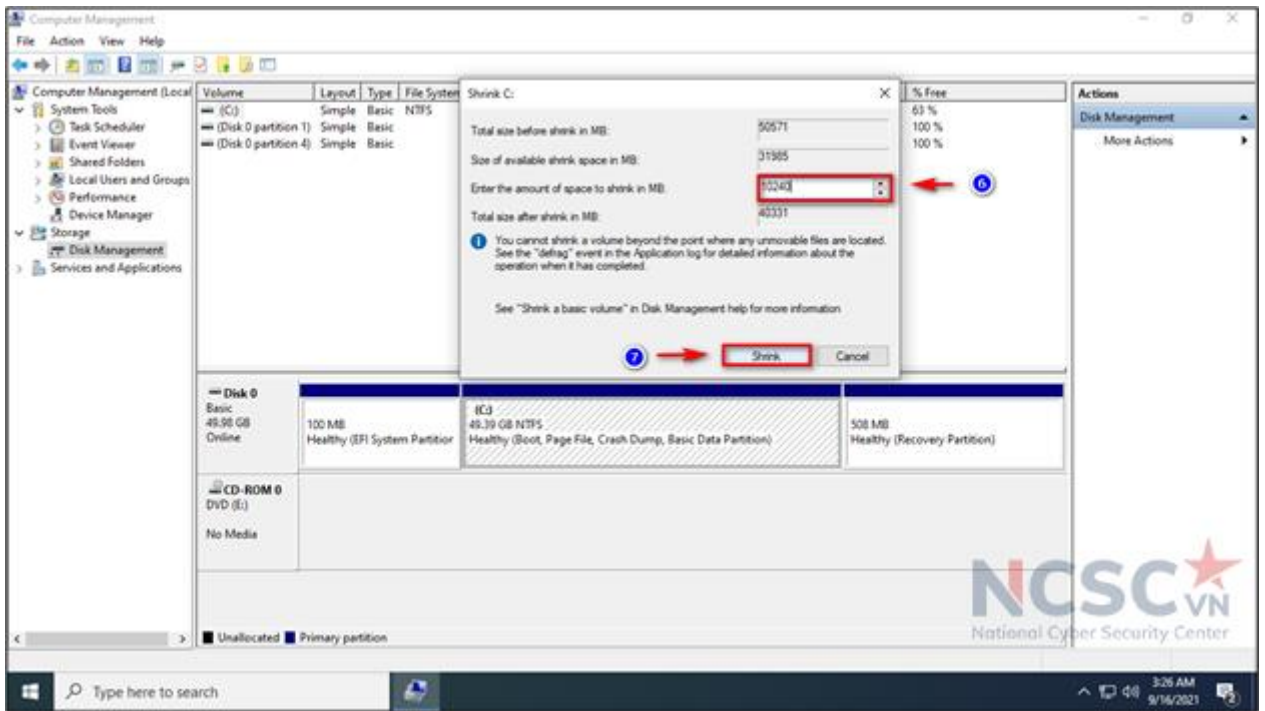 Computer Management
File Action View Help
Computer Management (Local
System Tools
Task Scheduler
Event Viewer
Shared Folders
Local Users and Groups
Performance
Device Manager
Storage
Disk Management
Services and Applications
Volume Layout Type File System % Free
(C:) Simple Basic NTFS 63 %
(Disk 0 partition 1) Simple Basic 100 %
(Disk 0 partition 4) Simple Basic 100 %
Shrink C:
Total size before shrink in MB: 50571
Size of available shrink space in MB: 31985
Enter the amount of space to shrink in MB: 10240
6
Total size after shrink in MB: 40331
You cannot shrink a volume beyond the point where any unmovable files are located.
See the "defrag" event in the Application log for detailed information about the
operation when it has completed.
See "Shrink a basic volume" in Disk Management help for more information
7
Shrink Cancel
Actions
Disk Management
More Actions
Disk 0
Basic
49.98 GB
Online
100 MB
Healthy (EFI System Partition
(C:)
49.39 GB NTFS
Healthy (Boot, Page File, Crash Dump, Basic Data Partition)
508 MB
Healthy (Recovery Partition)
CD-ROM 0
DVD (E:)
No Media
Unallocated Primary partition
NCSC VN
National Cyber Security Center
Type here to search
3:26 AM
9/16/2021
2